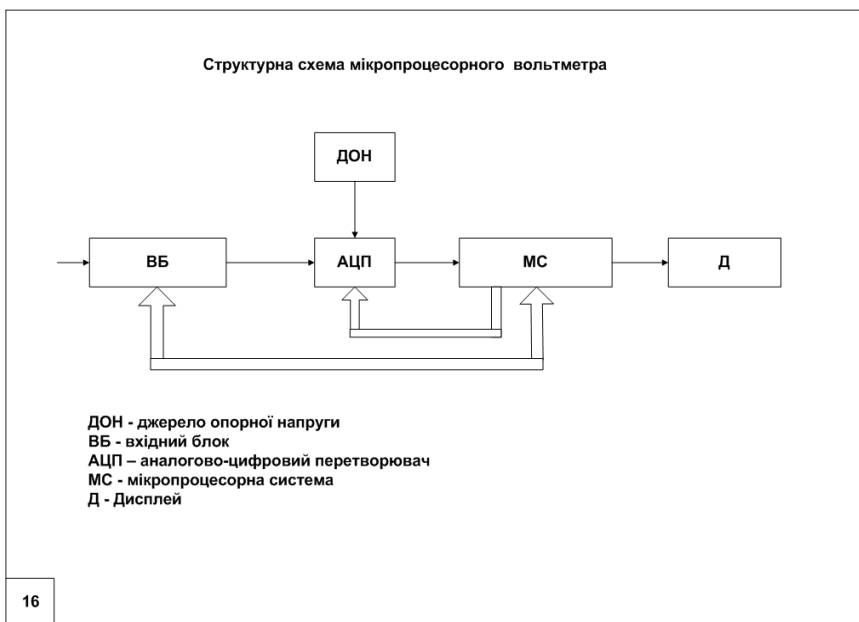 Структурна схема мікропроцесорного вольтметра
ДОН
ВБ
АЦП
МС
Д
ДОН - джерело опорної напруги
ВБ - вхідний блок
АЦП – аналогово-цифровий перетворювач
МС - мікропроцесорна система
Д - Дисплей
16